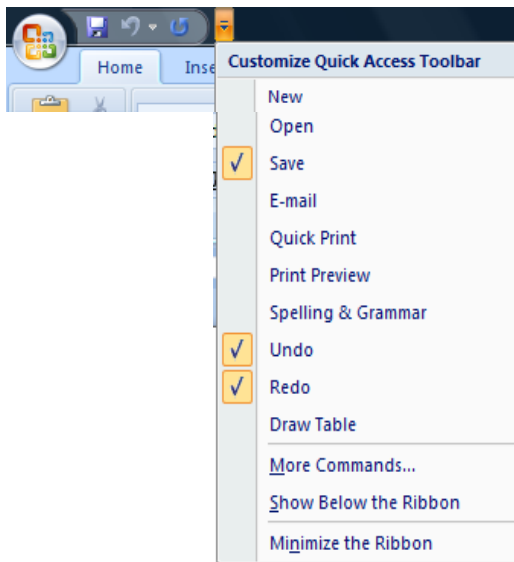 Home Inse
Customize Quick Access Toolbar
New
Open
Save
E-mail
Quick Print
Print Preview
Spelling & Grammar
Undo
Redo
Draw Table
More Commands...
Show Below the Ribbon
Minimize the Ribbon